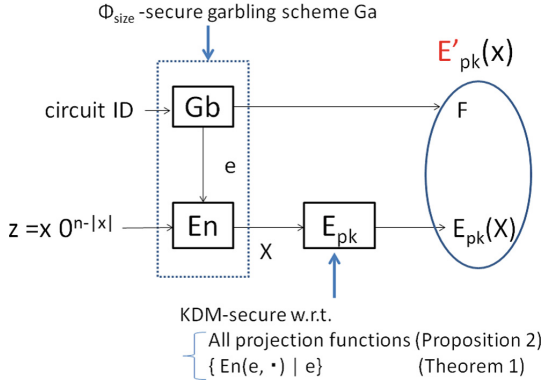 Φsize -secure garbling scheme Ga
E'pk(x)
circuit ID
Gb
F
e
z =x 0^n-|x|
En
X
Epk
Epk(X)
KDM-secure w.r.t.
All projection functions (Proposition 2)
{ En(e, ·) | e} (Theorem 1)